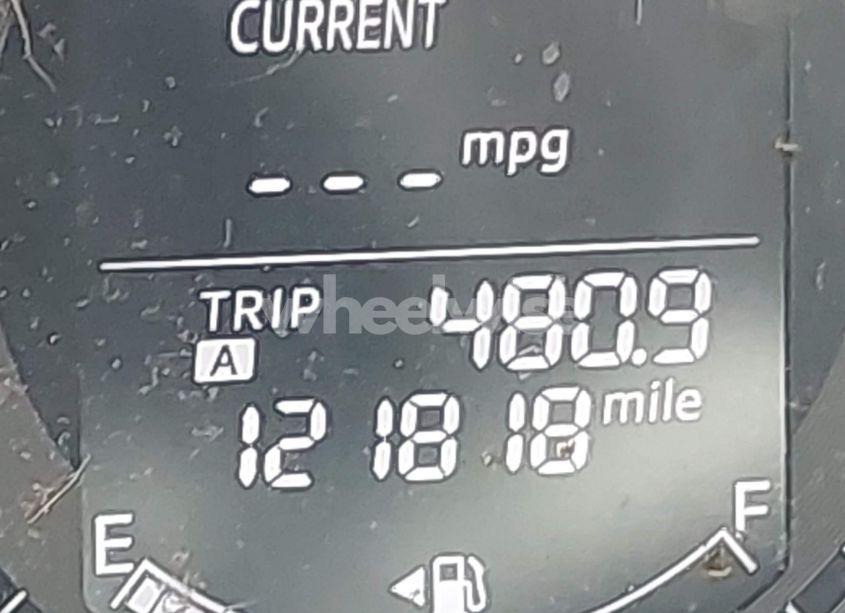 CURRENT
--- mpg
TRIP A 480.9
121818 mile
E F